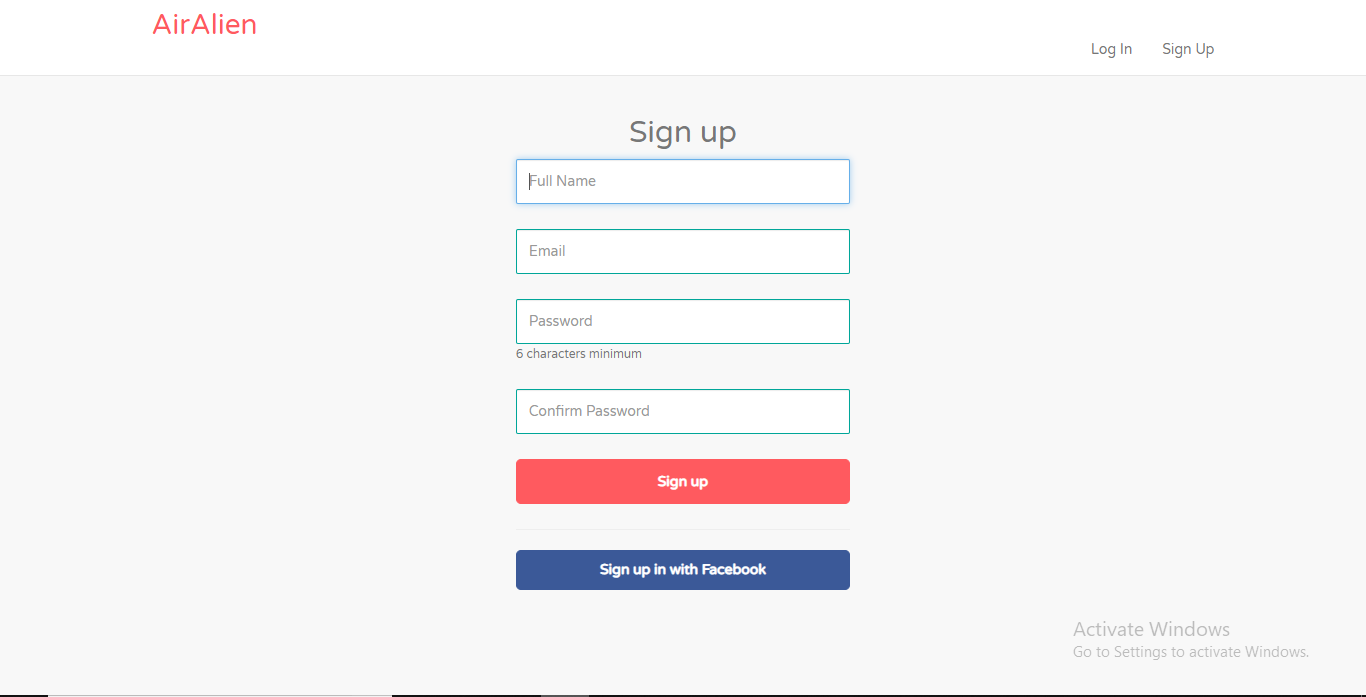 AirAlien
Log In
Sign Up
Sign up
Full Name
Email
Password
6 characters minimum
Confirm Password
Sign up
Sign up in with Facebook
Activate Windows
Go to Settings to activate Windows.